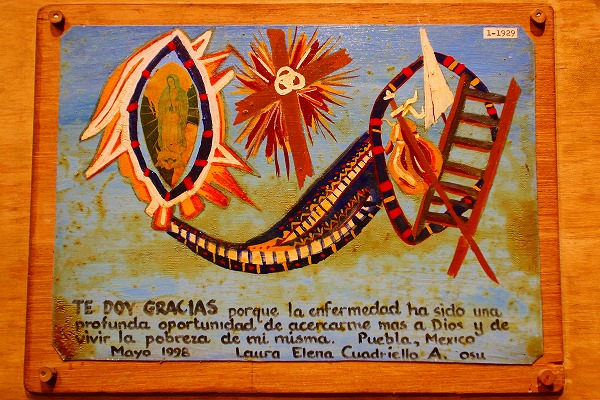 1-1929
TE DOY GRACIAS porque la enfermedad ha sido una
profunda oportunidad de acercarme mas a Dios y de
vivir la pobreza de mi misma. Puebla, Mexico
Mayo 1998 Laura Elena Cuadriello A. osu